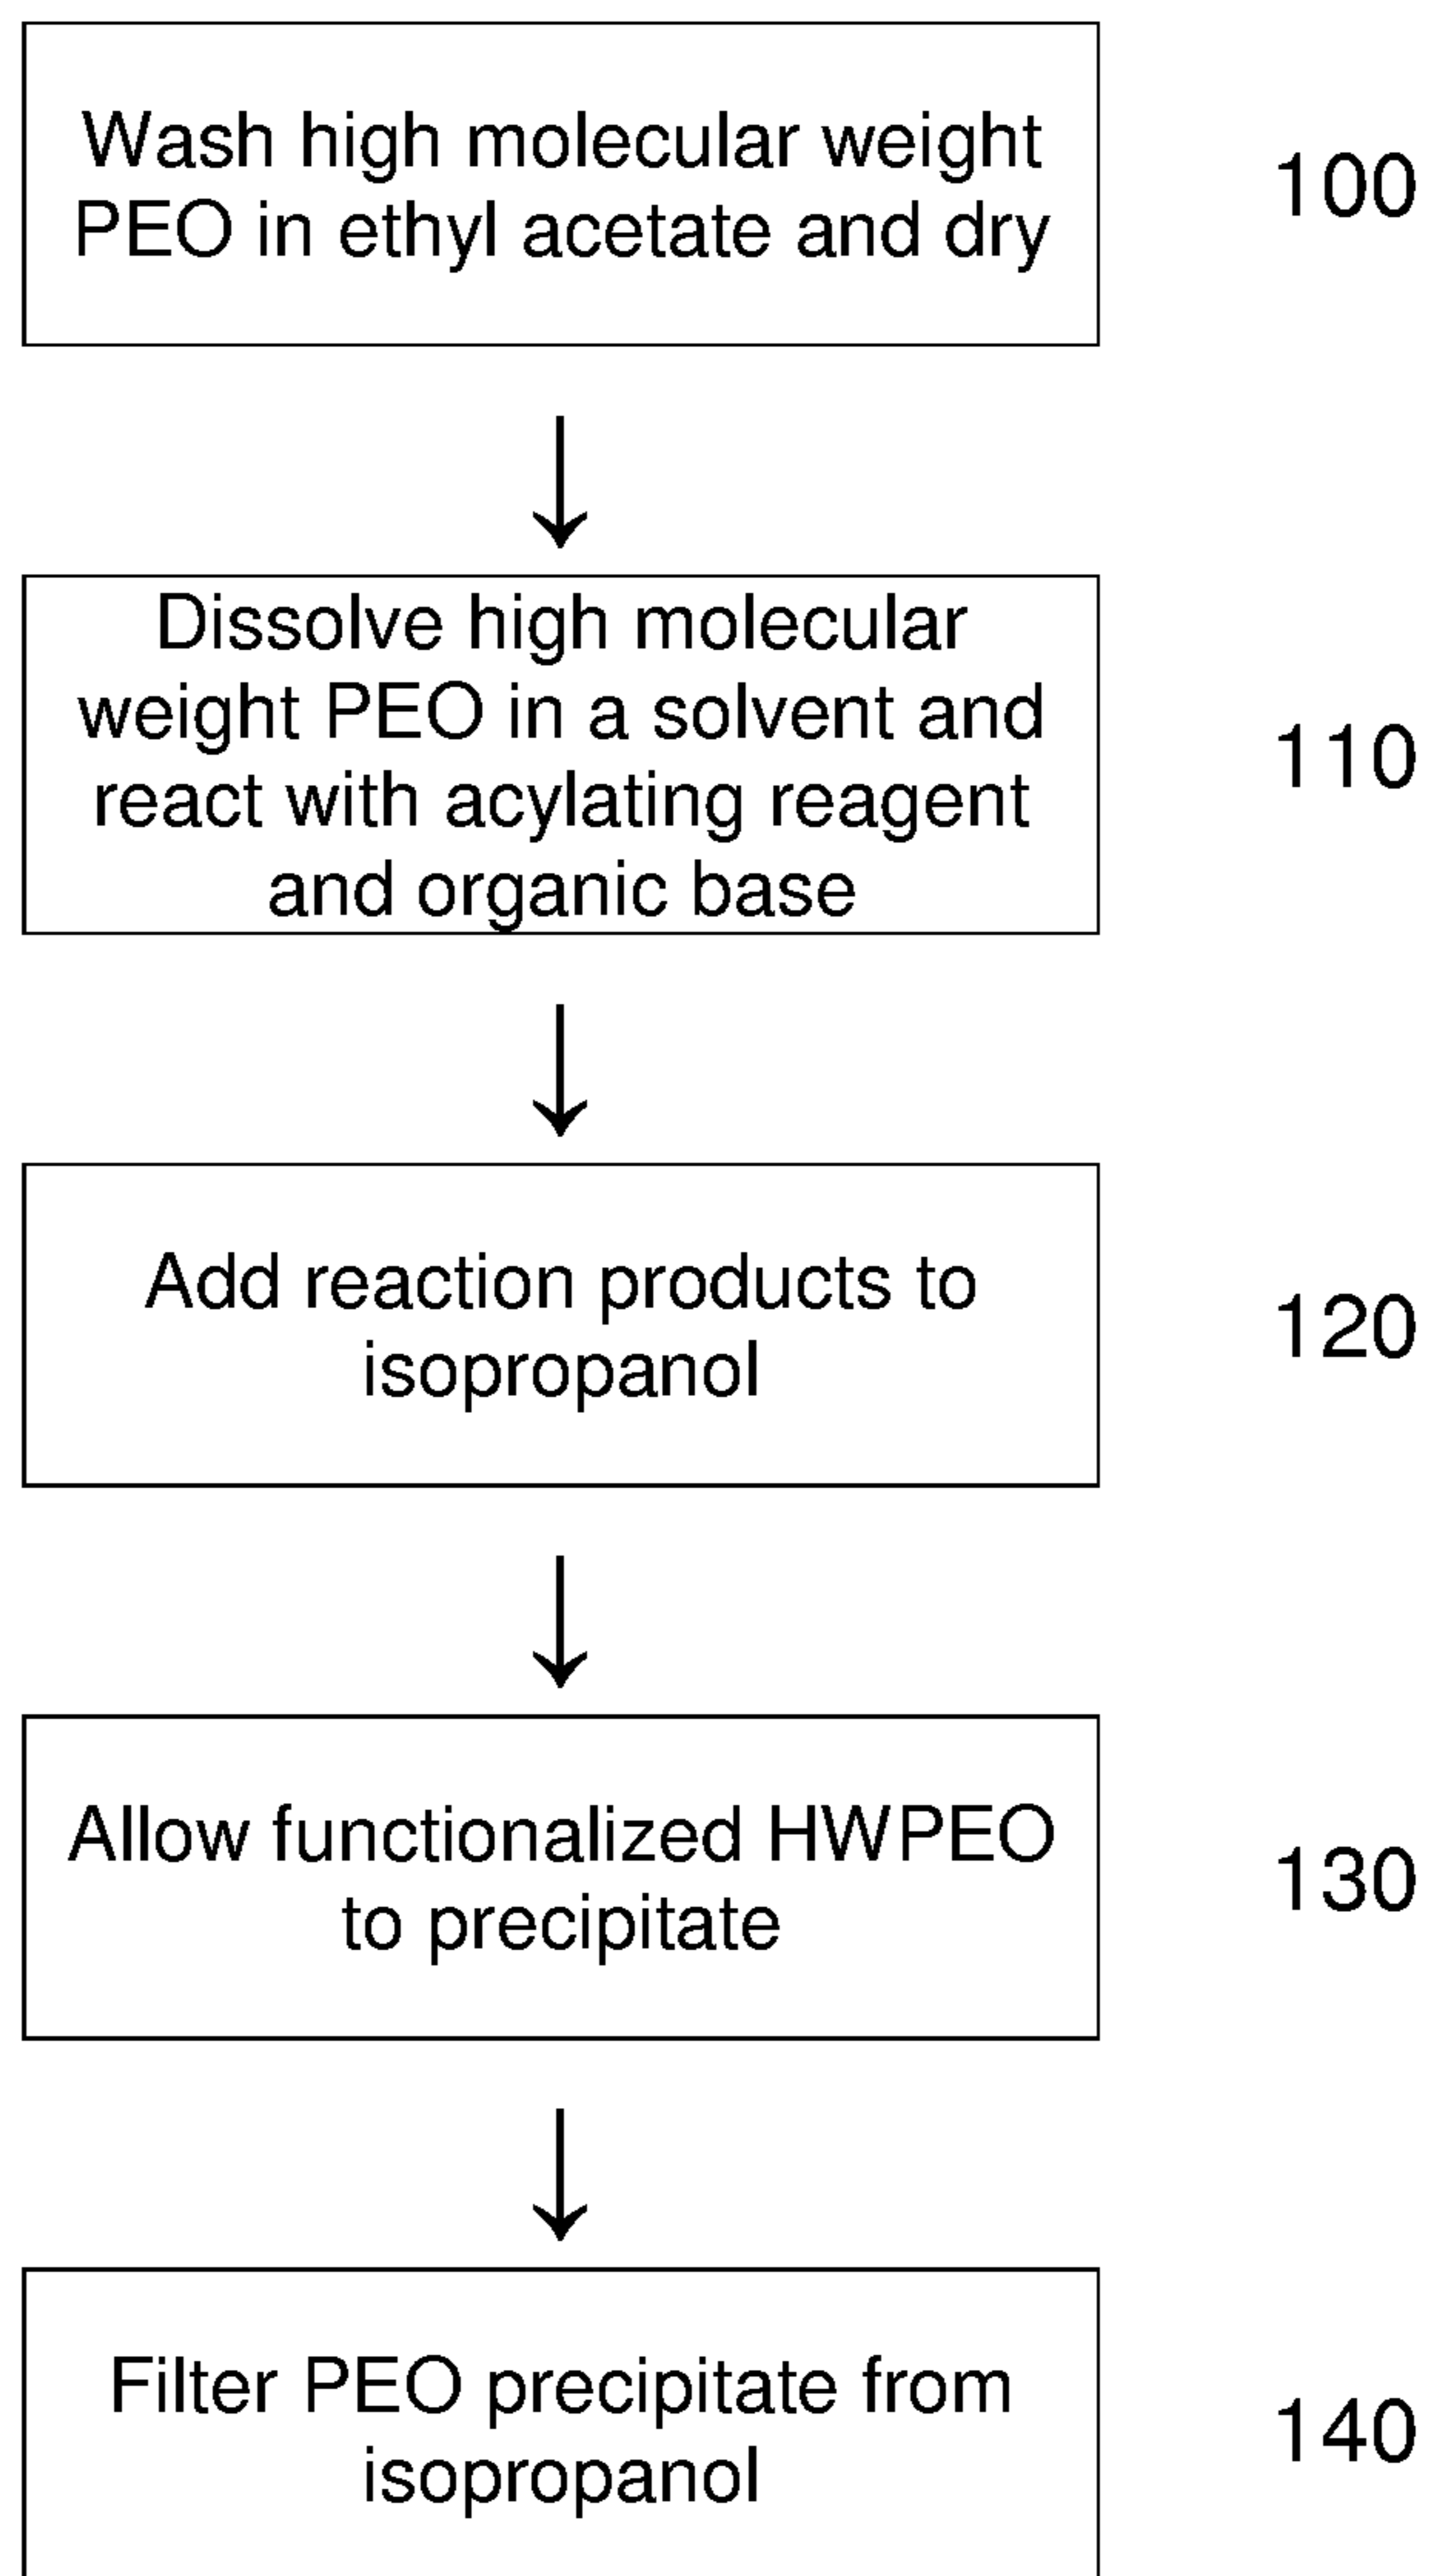 Wash high molecular weight
PEO in ethyl acetate and dry
100
Dissolve high molecular
weight PEO in a solvent and
react with acylating reagent
and organic base
110
Add reaction products to
isopropanol
120
Allow functionalized HWPEO
to precipitate
130
Filter PEO precipitate from
isopropanol
140